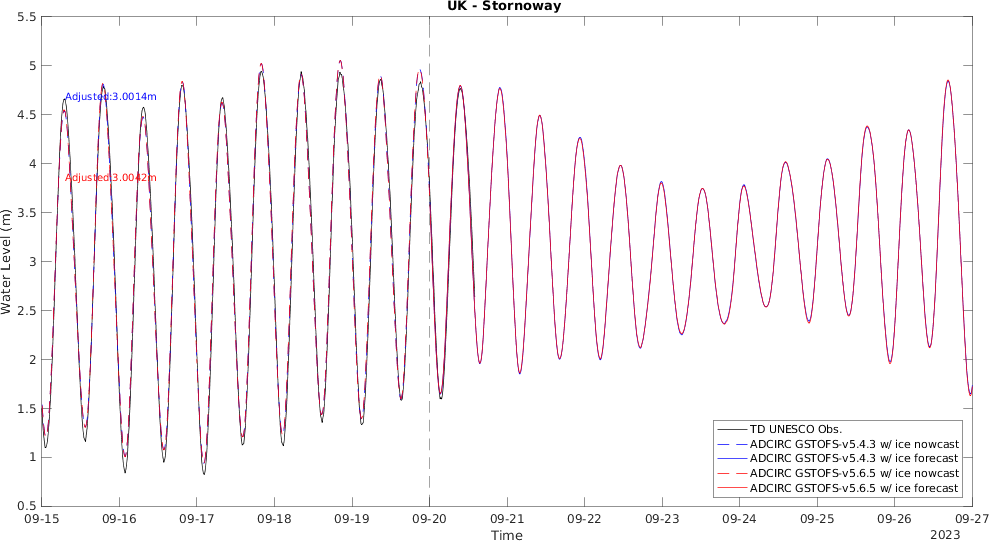 UK - Stornoway
5.5
5
4.5
4
3.5
3
2.5
2
1.5
1
0.5
Water Level (m)
Adjusted:3.0014m
Adjusted:3.0042m
TD UNESCO Obs.
ADCIRC GSTOFS-v5.4.3 w/ ice nowcast
ADCIRC GSTOFS-v5.4.3 w/ ice forecast
ADCIRC GSTOFS-v5.6.5 w/ ice nowcast
ADCIRC GSTOFS-v5.6.5 w/ ice forecast
09-15 09-16 09-17 09-18 09-19 09-20 09-21 09-22 09-23 09-24 09-25 09-26 09-27
Time
2023